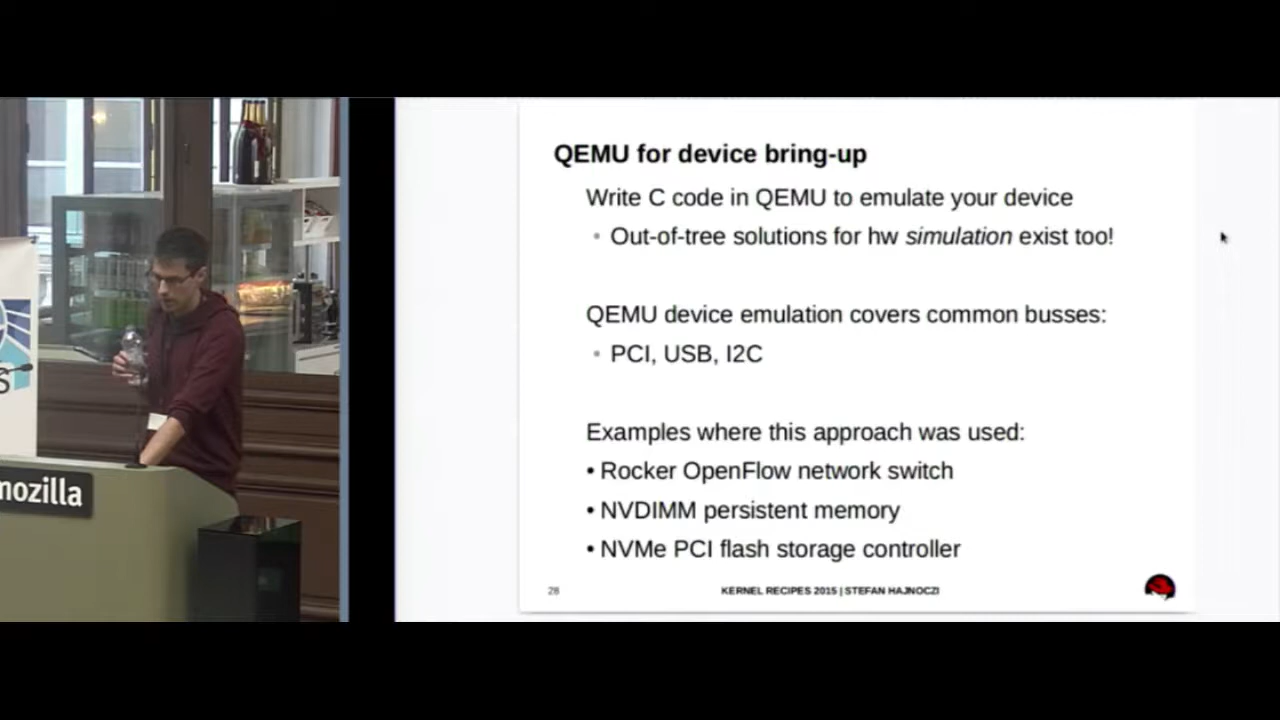 S
mozilla
QEMU for device bring-up
Write C code in QEMU to emulate your device
• Out-of-tree solutions for hw simulation exist too!
QEMU device emulation covers common busses:
• PCI, USB, I2C
Examples where this approach was used:
• Rocker OpenFlow network switch
• NVDIMM persistent memory
• NVMe PCI flash storage controller
28
KERNEL RECIPES 2015 | STEFAN HAJNOCZI